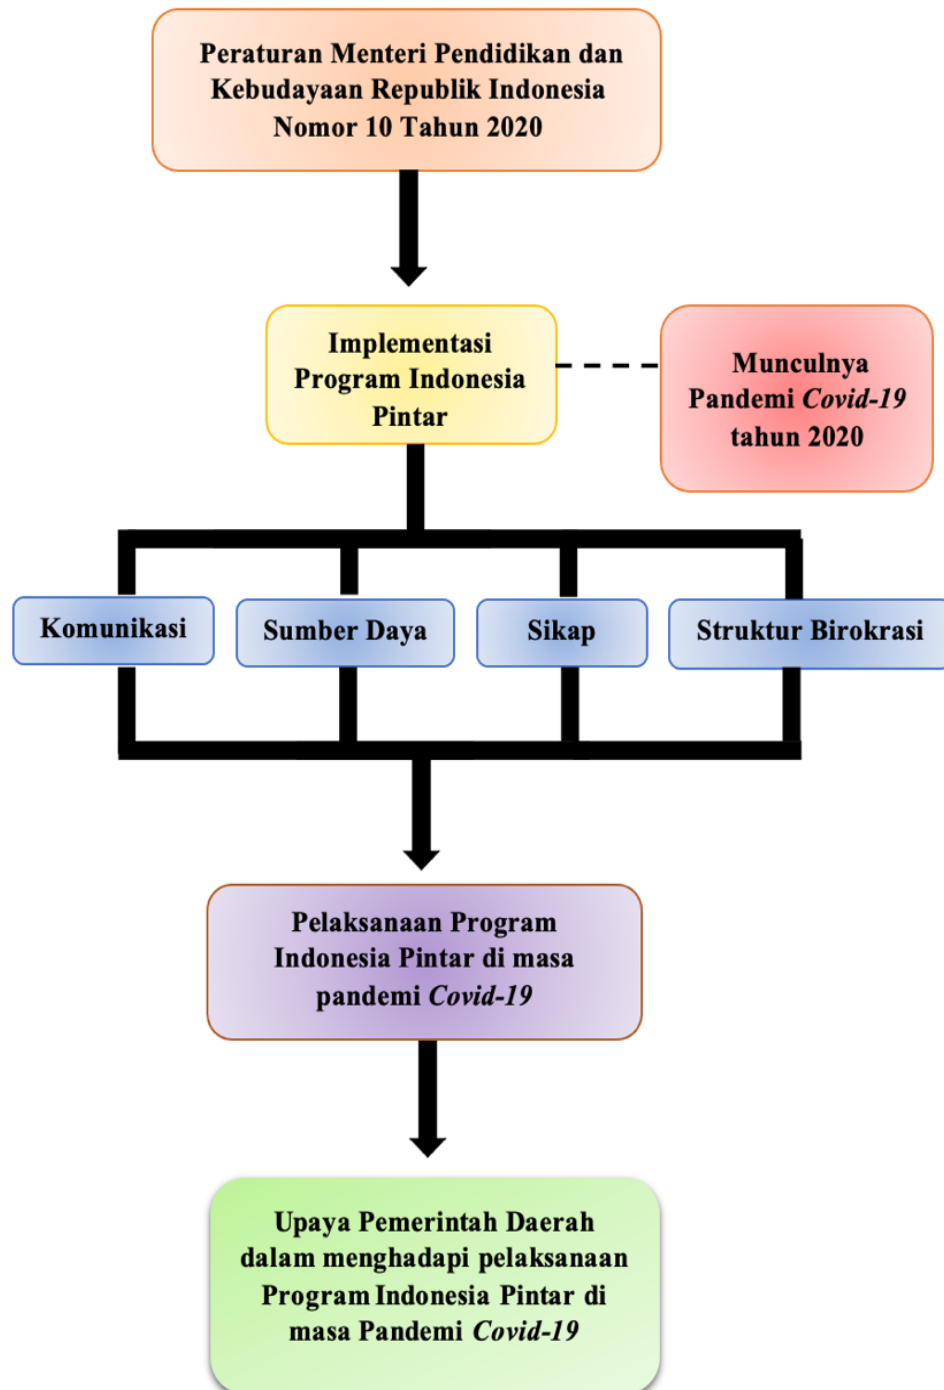 Peraturan Menteri Pendidikan dan
Kebudayaan Republik Indonesia
Nomor 10 Tahun 2020
Implementasi
Program Indonesia
Pintar
Munculnya
Pandemi Covid-19
tahun 2020
Komunikasi
Sumber Daya
Sikap
Struktur Birokrasi
Pelaksanaan Program
Indonesia Pintar di masa
pandemi Covid-19
Upaya Pemerintah Daerah
dalam menghadapi pelaksanaan
Program Indonesia Pintar di
masa Pandemi Covid-19